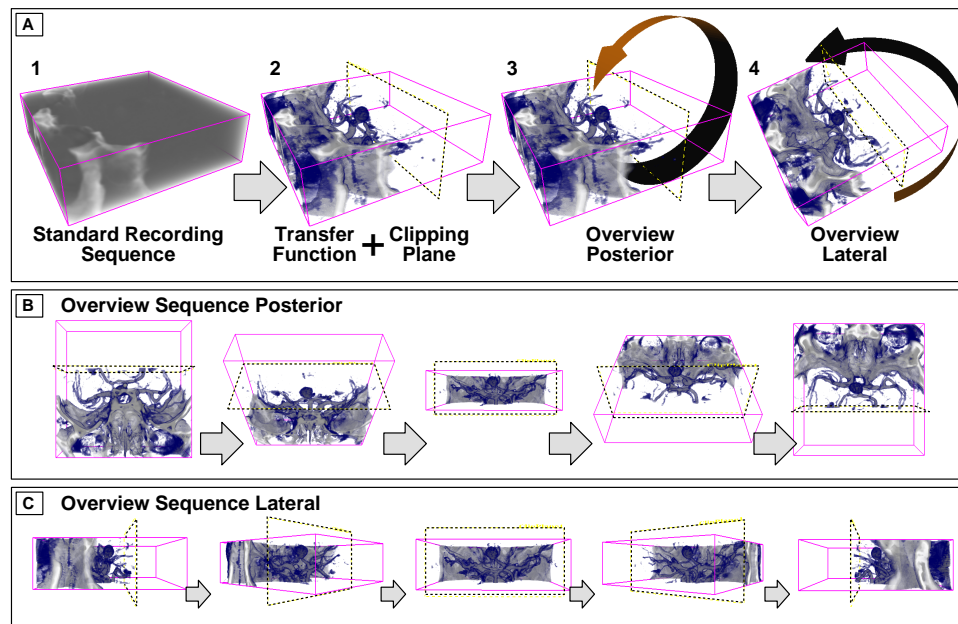 A
1
2
3
4
Standard Recording
Sequence
Transfer
Function
+
Clipping
Plane
Overview
Posterior
Overview
Lateral
B
Overview Sequence Posterior
C
Overview Sequence Lateral